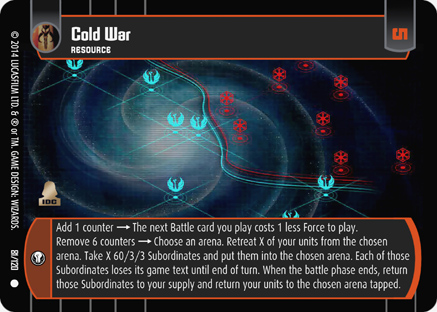 Cold War
RESOURCE
5
Add 1 counter → The next Battle card you play costs 1 less Force to play.
Remove 6 counters → Choose an arena. Retreat X of your units from the chosen
arena. Take X 60/3/3 Subordinates and put them into the chosen arena. Each of those
Subordinates loses its game text until end of turn. When the battle phase ends, return
those Subordinates to your supply and return your units to the chosen arena tapped.
IDC
© 2014 LUCASFILM LTD. & ® or TM. GAME DESIGN: WIZARDS.